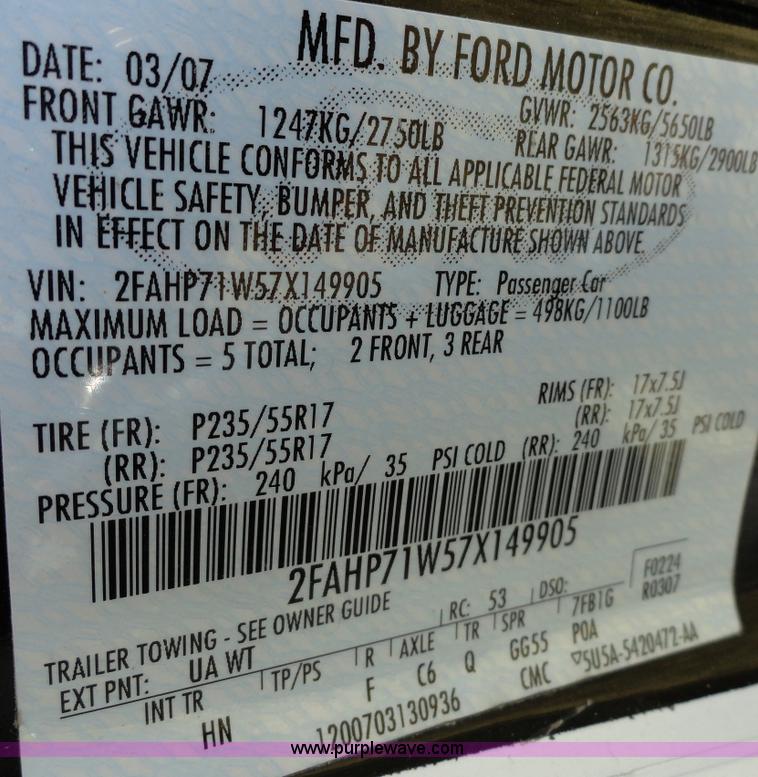 MFD. BY FORD MOTOR CO.
DATE: 03/07 GVWR: 2563KG/5650LB
FRONT GAWR: 1247KG/2750LB REAR GAWR: 1315KG/2900LB
THIS VEHICLE CONFORMS TO ALL APPLICABLE FEDERAL MOTOR
VEHICLE SAFETY, BUMPER, AND THEFT PREVENTION STANDARDS
IN EFFECT ON THE DATE OF MANUFACTURE SHOWN ABOVE.
VIN: 2FAHP71W57X149905 TYPE: Passenger Car
MAXIMUM LOAD = OCCUPANTS + LUGGAGE = 498KG/1100LB
OCCUPANTS = 5 TOTAL; 2 FRONT, 3 REAR
TIRE (FR): P235/55R17 RIMS (FR): 17x7.5J
(RR): P235/55R17 (RR): 17x7.5J
PRESSURE (FR): 240 kPa/ 35 PSI COLD (RR): 240 kPa/ 35 PSI COLD
2FAHP71W57X149905
TRAILER TOWING - SEE OWNER GUIDE F0224
EXT PNT: UA WT RC: 53 DSO: R0307
INT TR TP/PS R AXLE TR SPR 7FB1G
HN F C6 Q GG55 POA
1200703130936 CMC ▽5U5A-5420472-AA
www.purplewave.com